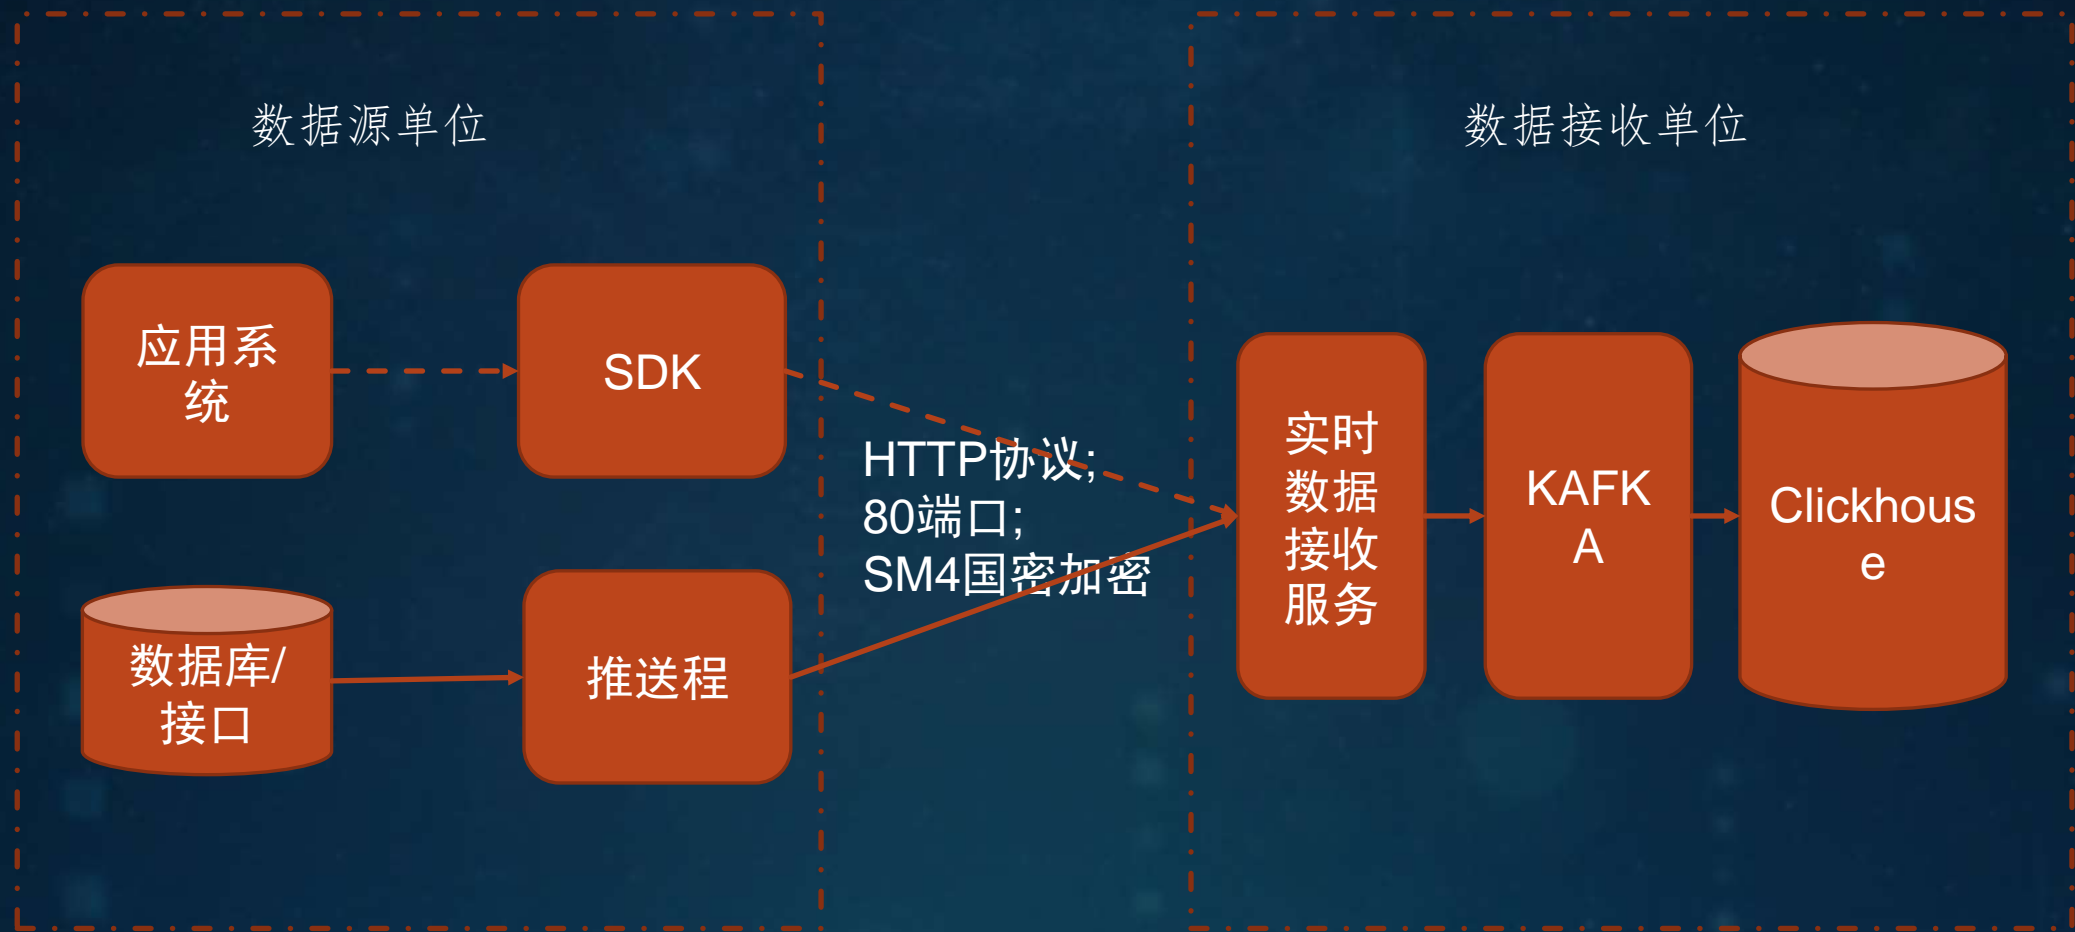 数据源单位
数据接收单位
应用系
统
SDK
数据库/
接口
推送程
HTTP协议;
80端口;
SM4国密加密
实时
数据
接收
服务
KAFK
A
Clickhous
e